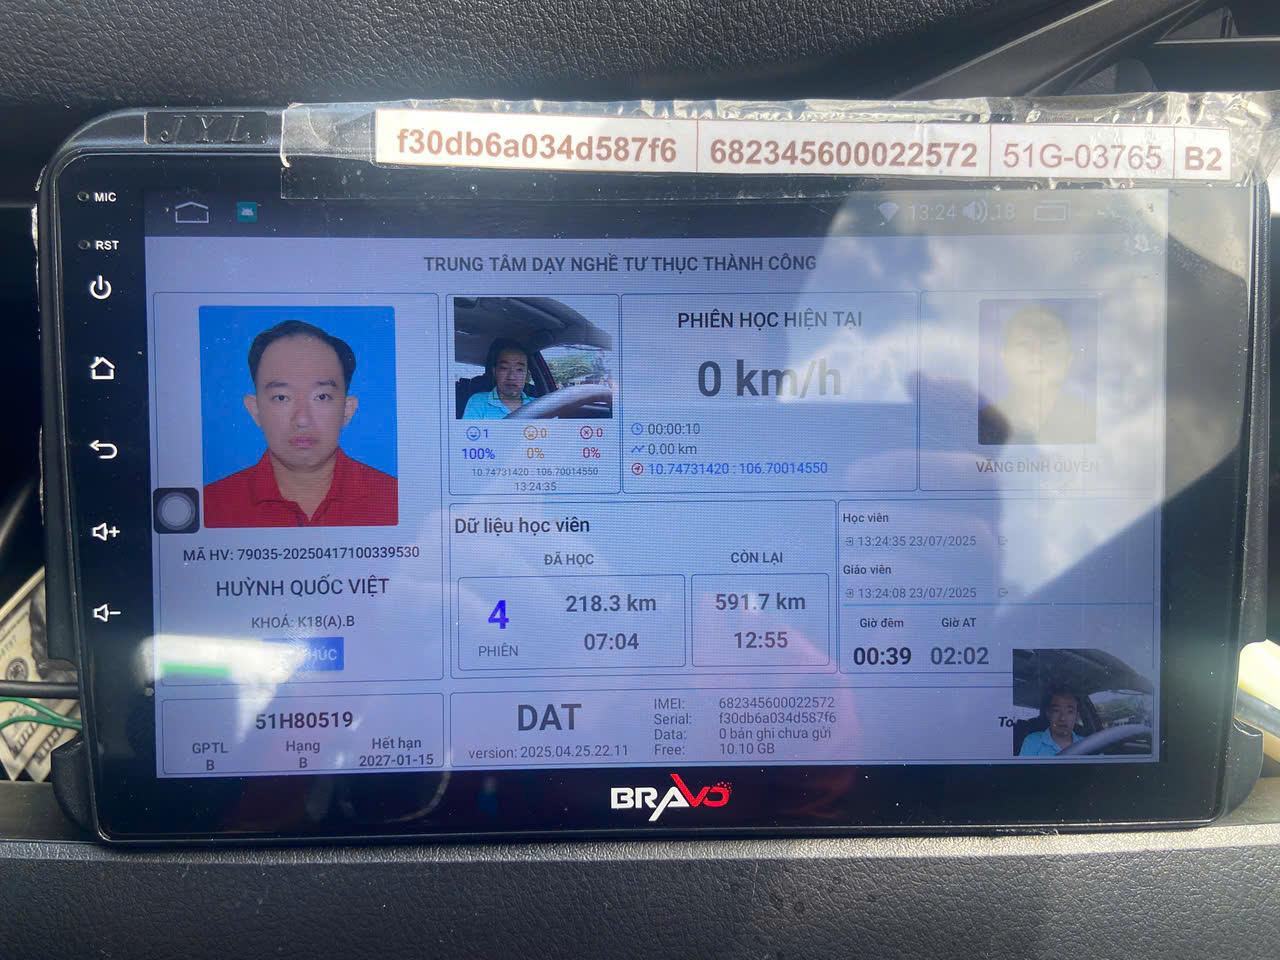 JYL
f30db6a034d587f6 682345600022572 51G-03765 B2
MIC
RST
13:24 18
TRUNG TÂM DẠY NGHỀ TƯ THỤC THÀNH CÔNG
MÃ HV: 79035-20250417100339530
HUỲNH QUỐC VIỆT
KHOÁ: K18(A).B
1 0 0
100% 0% 0%
10.74731420 : 106.70014550
13:24:35
PHIÊN HỌC HIỆN TẠI
0 km/h
00:00:10
0.00 km
10.74731420 : 106.70014550
VĂNG ĐÌNH QUYỀN
Dữ liệu học viên
ĐÃ HỌC
4
PHIÊN
218.3 km
07:04
CÒN LẠI
591.7 km
12:55
Học viên
13:24:35 23/07/2025
Giáo viên
13:24:08 23/07/2025
Giờ đêm Giờ AT
00:39 02:02
51H80519
GPTL Hạng Hết hạn
B B 2027-01-15
DAT
version: 2025.04.25.22.11
IMEI: 682345600022572
Serial: f30db6a034d587f6
Data: 0 bản ghi chưa gửi
Free: 10.10 GB
BRAVO